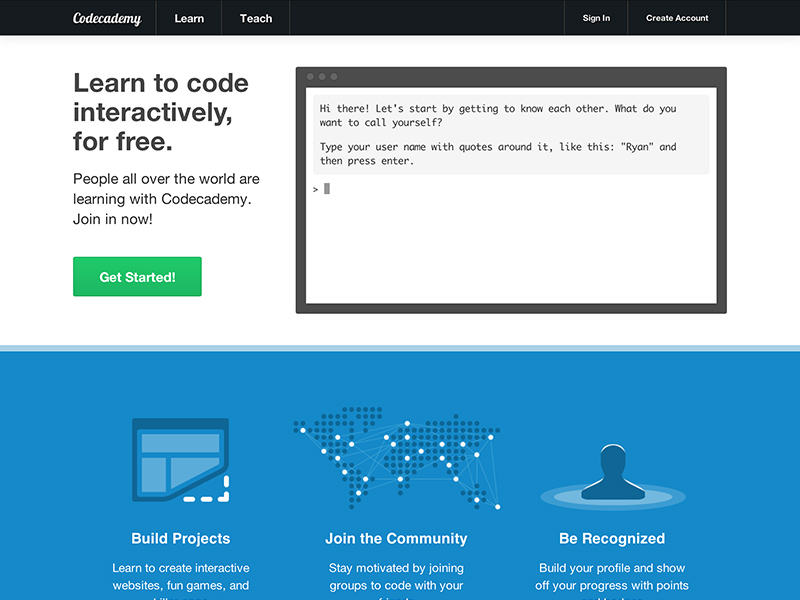 Codecademy Learn Teach Sign In Create Account
Learn to code
interactively,
for free.
People all over the world are
learning with Codecademy.
Join in now!
Get Started!
Hi there! Let's start by getting to know each other. What do you
want to call yourself?
Type your user name with quotes around it, like this: "Ryan" and
then press enter.
>
Build Projects
Learn to create interactive
websites, fun games, and
Join the Community
Stay motivated by joining
groups to code with your
Be Recognized
Build your profile and show
off your progress with points